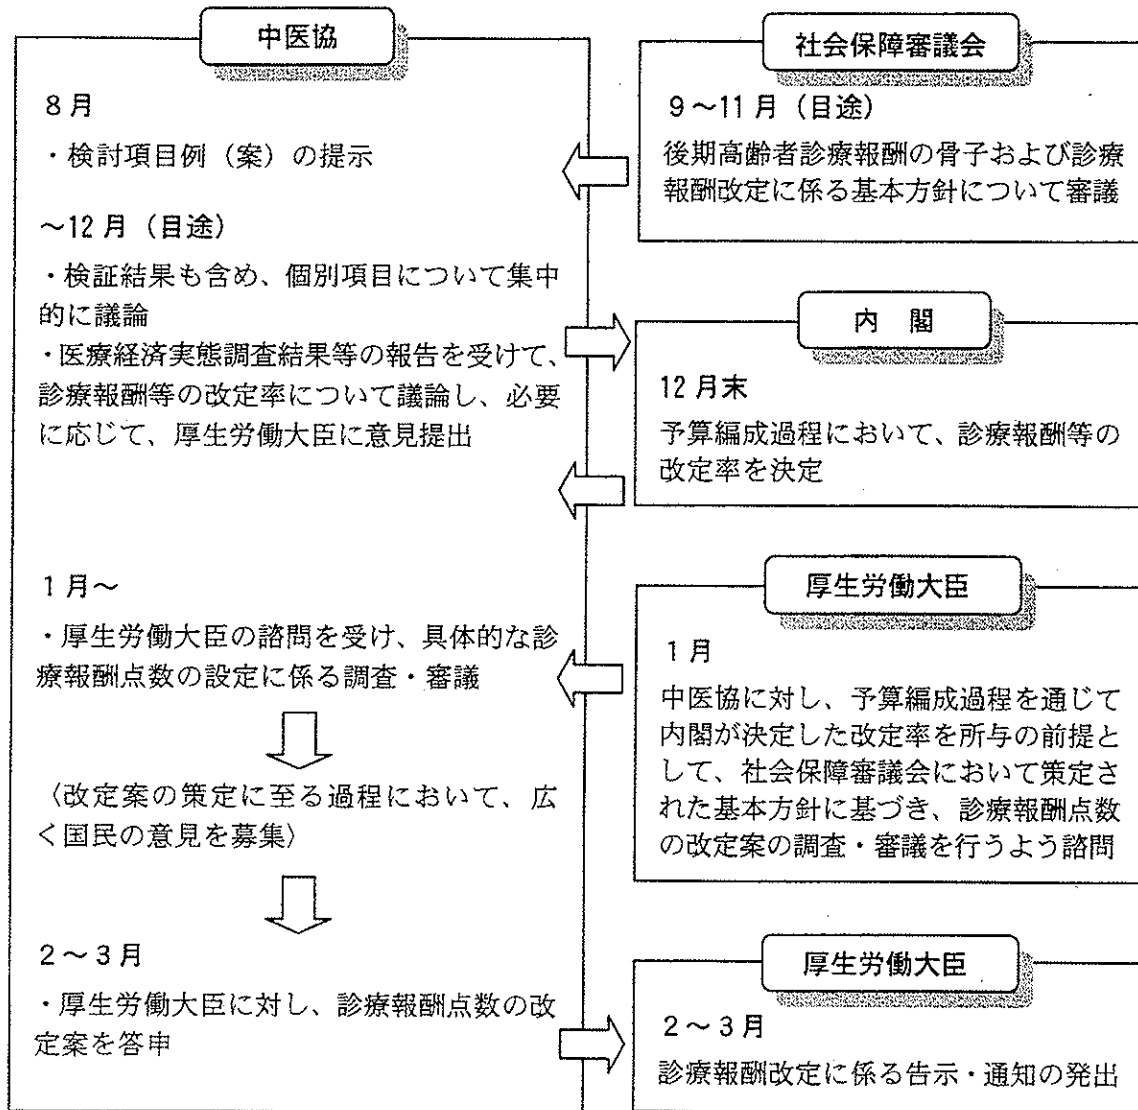 中医協
8月
・検討項目例（案）の提示
～12月（目途）
・検証結果も含め、個別項目について集中
的に議論
・医療経済実態調査結果等の報告を受けて、
診療報酬等の改定率について議論し、必要
に応じて、厚生労働大臣に意見提出
1月～
・厚生労働大臣の諮問を受け、具体的な診
療報酬点数の設定に係る調査・審議
〈改定案の策定に至る過程において、広
く国民の意見を募集〉
2～3月
・厚生労働大臣に対し、診療報酬点数の改
定案を答申
社会保障審議会
9～11月（目途）
後期高齢者診療報酬の骨子および診療
報酬改定に係る基本方針について審議
内　閣
12月末
予算編成過程において、診療報酬等の
改定率を決定
厚生労働大臣
1月
中医協に対し、予算編成過程を通じて
内閣が決定した改定率を所与の前提と
して、社会保障審議会において策定さ
れた基本方針に基づき、診療報酬点数
の改定案の調査・審議を行うよう諮問
厚生労働大臣
2～3月
診療報酬改定に係る告示・通知の発出